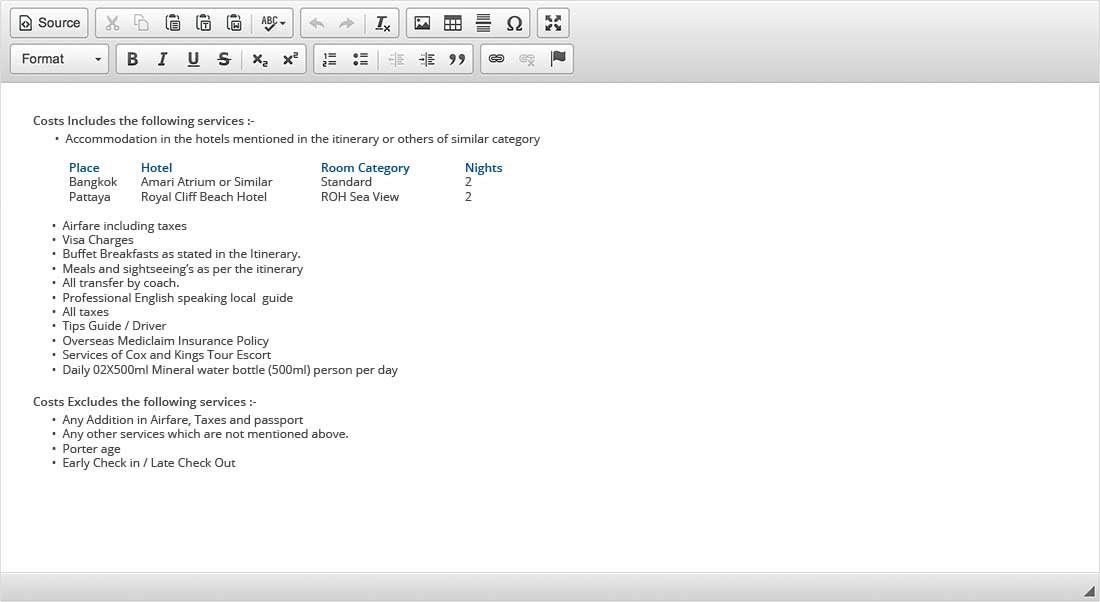 Source
ABC
Ix
Ω
Format
B I U S x₂ x²
Costs Includes the following services :-
• Accommodation in the hotels mentioned in the itinerary or others of similar category
Place Hotel Room Category Nights
Bangkok Amari Atrium or Similar Standard 2
Pattaya Royal Cliff Beach Hotel ROH Sea View 2
• Airfare including taxes
• Visa Charges
• Buffet Breakfasts as stated in the Itinerary.
• Meals and sightseeing’s as per the itinerary
• All transfer by coach.
• Professional English speaking local  guide
• All taxes
• Tips Guide / Driver
• Overseas Mediclaim Insurance Policy
• Services of Cox and Kings Tour Escort
• Daily 02X500ml Mineral water bottle (500ml) person per day
Costs Excludes the following services :-
• Any Addition in Airfare, Taxes and passport
• Any other services which are not mentioned above.
• Porter age
• Early Check in / Late Check Out